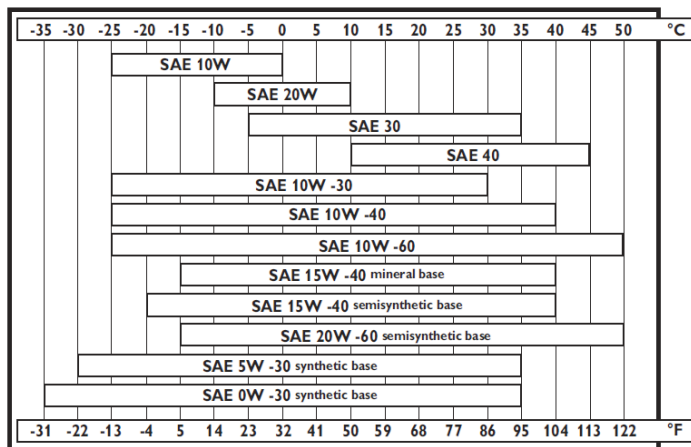 -35 -30 -25 -20 -15 -10 -5 0 5 10 15 20 25 30 35 40 45 50 °C
SAE 10W
SAE 20W
SAE 30
SAE 40
SAE 10W -30
SAE 10W -40
SAE 10W -60
SAE 15W -40 mineral base
SAE 15W -40 semisynthetic base
SAE 20W -60 semisynthetic base
SAE 5W -30 synthetic base
SAE 0W -30 synthetic base
-31 -22 -13 -4 5 14 23 32 41 50 59 68 77 86 95 104 113 122 °F